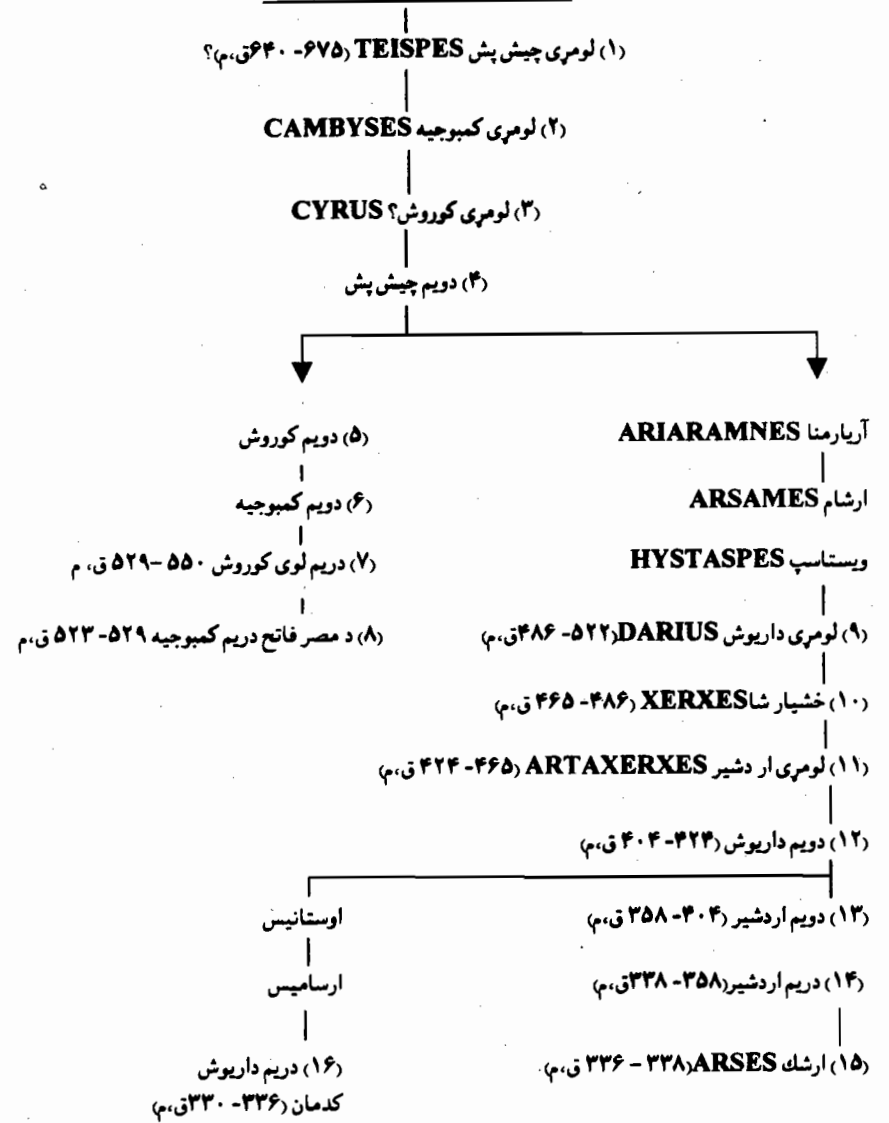 (۱) لومړی چیش پش TEISPES (۶۷۵- ۶۴۰ق،م)؟
(۲) لومړی کمبوجیه CAMBYSES
(۳) لومړی کوروش؟ CYRUS
(۴) دویم چیش پش
آریارمنا ARIARAMNES
ارشام ARSAMES
ویستاسپ HYSTASPES
(۹) لومړی داریوش DARIUS(۵۲۲- ۴۸۶ق،م)
(۱۰) خشیار شاXERXES (۴۸۶- ۴۶۵ ق،م)
(۱۱) لومړی ار دشیر ARTAXERXES (۴۶۵- ۴۲۴ ق،م)
(۱۲) دویم داریوش (۴۲۴- ۴۰۴ ق،م)
(۱۳) دویم اردشیر (۴۰۴- ۳۵۸ ق،م)
(۱۴) دریم اردشیر(۳۵۸- ۳۳۸ق،م)
(۱۵) ارشك ARSES(۳۳۸ – ۳۳۶ ق،م)
(۵) دویم کوروش
(۶) دویم کمبوجیه
(۷) دریم لوی کوروش ۵۵۰ –۵۲۹ ق، م
(۸) د مصر فاتح دریم کمبوجیه ۵۲۹- ۵۲۳ ق،م
اوستانیس
ارسامیس
(۱۶) دریم داریوش
کدمان (۳۳۶- ۳۳۰ق،م)